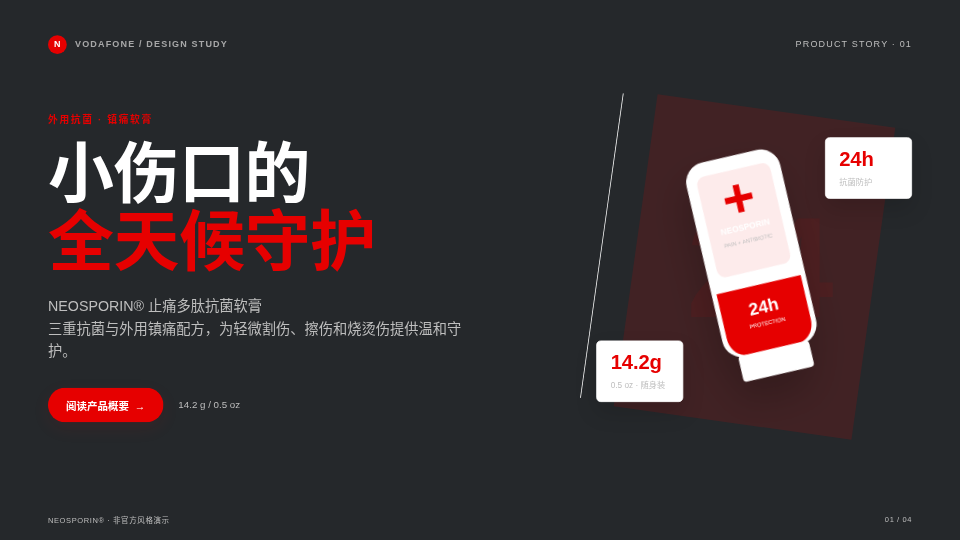 N VODAFONE / DESIGN STUDY
PRODUCT STORY · 01
外用抗菌 · 镇痛软膏
小伤口的
全天候守护
NEOSPORIN® 止痛多肽抗菌软膏
三重抗菌与外用镇痛配方，为轻微割伤、擦伤和烧烫伤提供温和守
护。
阅读产品概要 →
14.2 g / 0.5 oz
24h
抗菌防护
NEOSPORIN
PAIN + ANTIBIOTIC
24h
PROTECTION
14.2g
0.5 oz · 随身装
NEOSPORIN® · 非官方风格演示
01 / 04